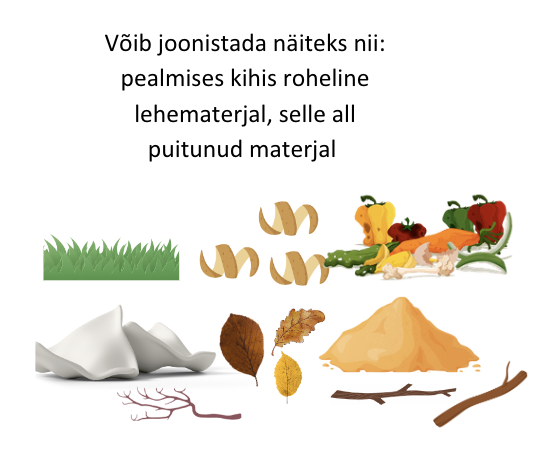 Võib joonistada näiteks nii:
pealmises kihis roheline
lehematerjal, selle all
puitunud materjal